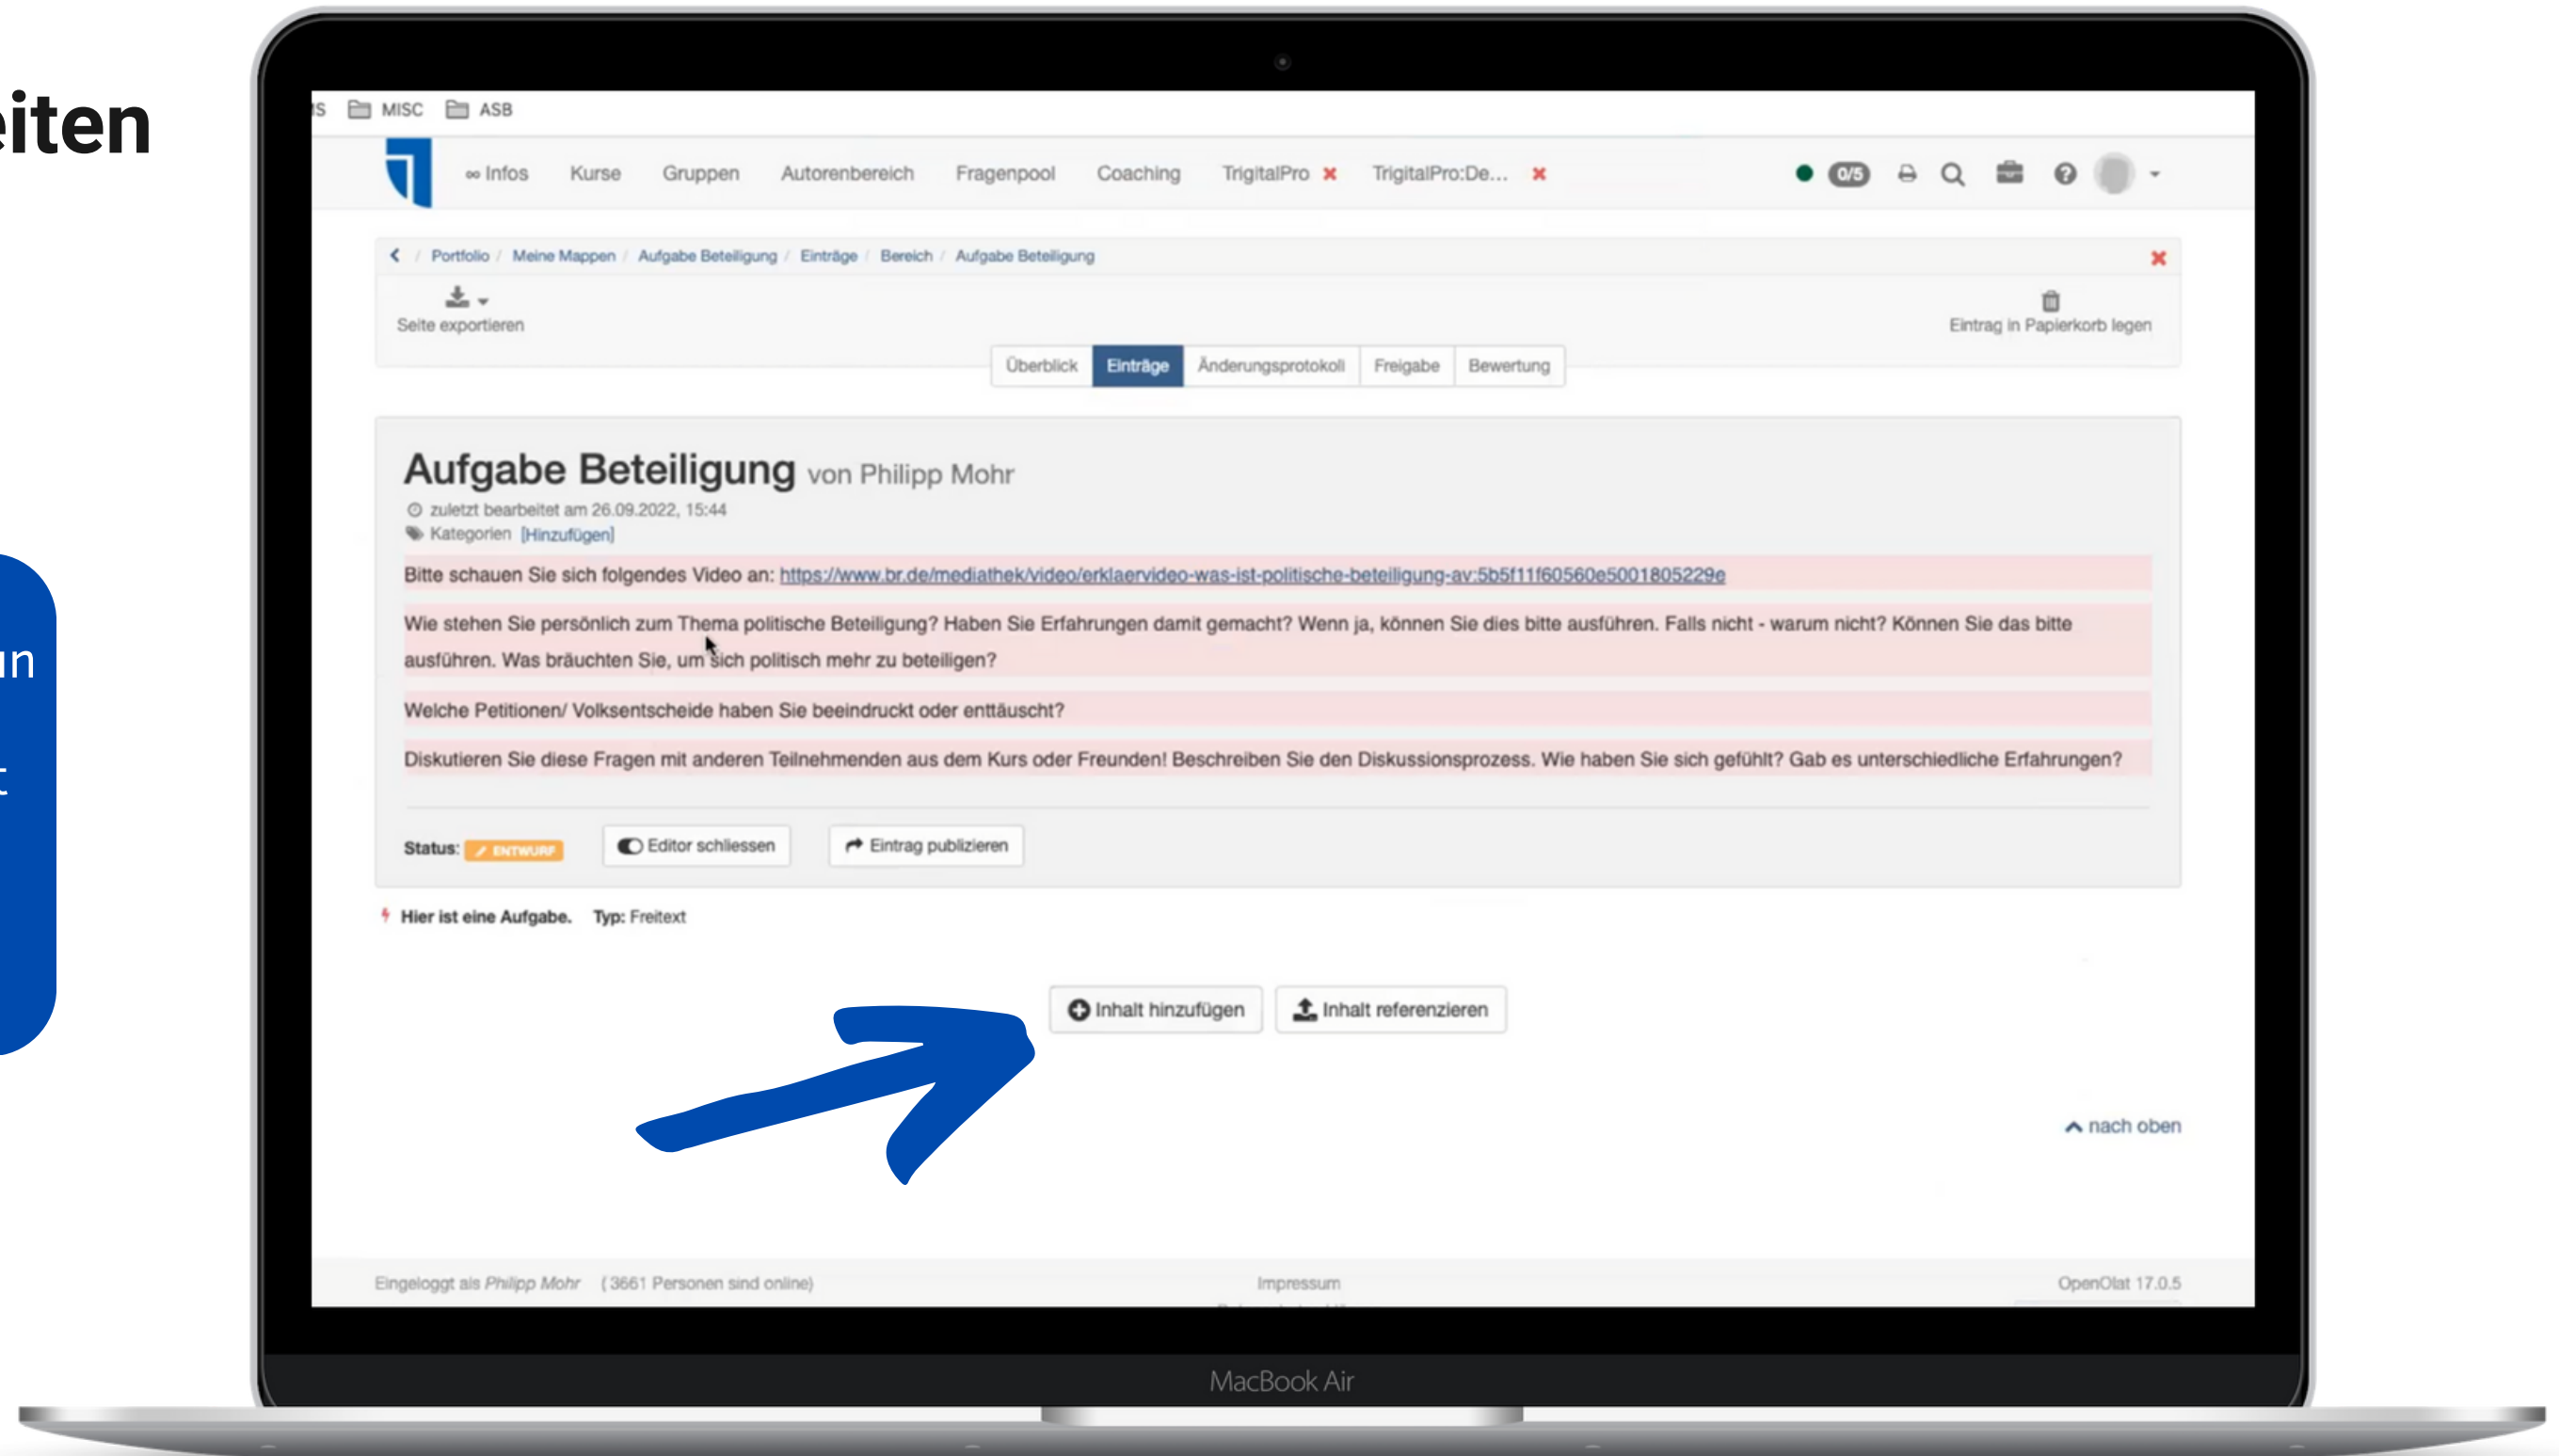 eiten
un
t
MISC ASB
∞ Infos Kurse Gruppen Autorenbereich Fragenpool Coaching TrigitalPro TrigitalPro:De... 0/5
/ Portfolio / Meine Mappen / Aufgabe Beteiligung / Einträge / Bereich / Aufgabe Beteiligung
Seite exportieren
Eintrag in Papierkorb legen
Überblick Einträge Änderungsprotokoll Freigabe Bewertung
Aufgabe Beteiligung von Philipp Mohr
zuletzt bearbeitet am 26.09.2022, 15:44
Kategorien [Hinzufügen]
Bitte schauen Sie sich folgendes Video an: https://www.br.de/mediathek/video/erklaervideo-was-ist-politische-beteiligung-av:5b5f11f60560e5001805229e
Wie stehen Sie persönlich zum Thema politische Beteiligung? Haben Sie Erfahrungen damit gemacht? Wenn ja, können Sie dies bitte ausführen. Falls nicht - warum nicht? Können Sie das bitte
ausführen. Was bräuchten Sie, um sich politisch mehr zu beteiligen?
Welche Petitionen/ Volksentscheide haben Sie beeindruckt oder enttäuscht?
Diskutieren Sie diese Fragen mit anderen Teilnehmenden aus dem Kurs oder Freunden! Beschreiben Sie den Diskussionsprozess. Wie haben Sie sich gefühlt? Gab es unterschiedliche Erfahrungen?
Status: ENTWURF Editor schliessen Eintrag publizieren
Hier ist eine Aufgabe. Typ: Freitext
Inhalt hinzufügen Inhalt referenzieren
nach oben
Eingeloggt als Philipp Mohr ( 3661 Personen sind online) Impressum OpenOlat 17.0.5
MacBook Air